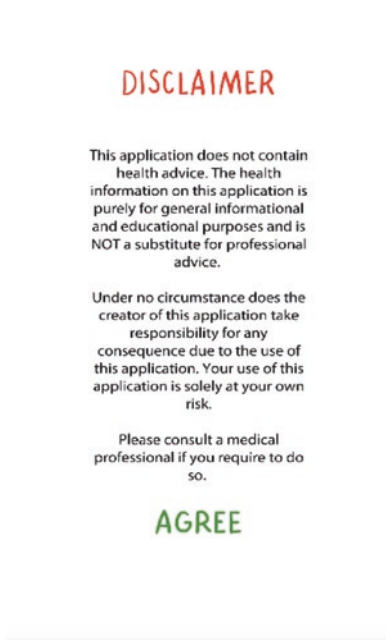 DISCLAIMER
This application does not contain
health advice. The health
information on this application is
purely for general informational
and educational purposes and is
NOT a substitute for professional
advice.
Under no circumstance does the
creator of this application take
responsibility for any
consequence due to the use of
this application. Your use of this
application is solely at your own
risk.
Please consult a medical
professional if you require to do
so.
AGREE